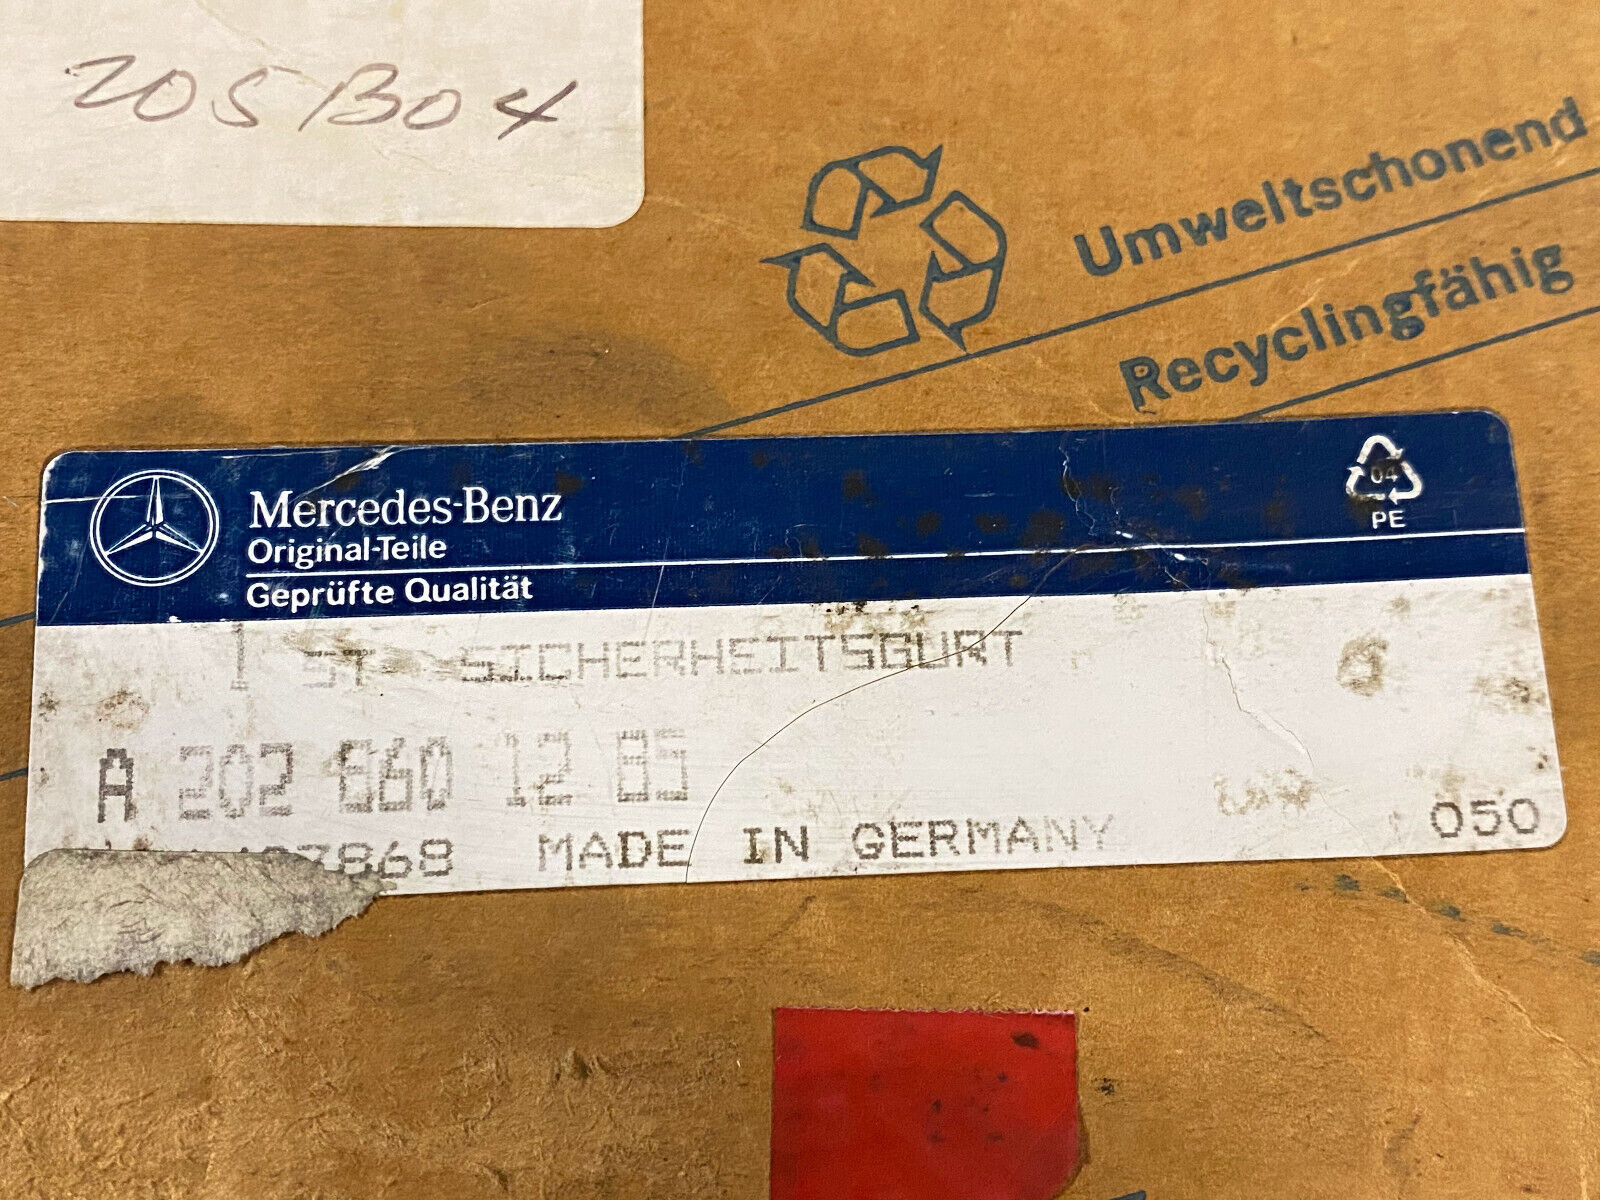 205B04
Umweltschonend
Recyclingfähig
Mercedes-Benz
Original-Teile
Geprüfte Qualität
04
PE
1 ST SICHERHEITSGURT
A 202 860 12 85
MADE IN GERMANY 050